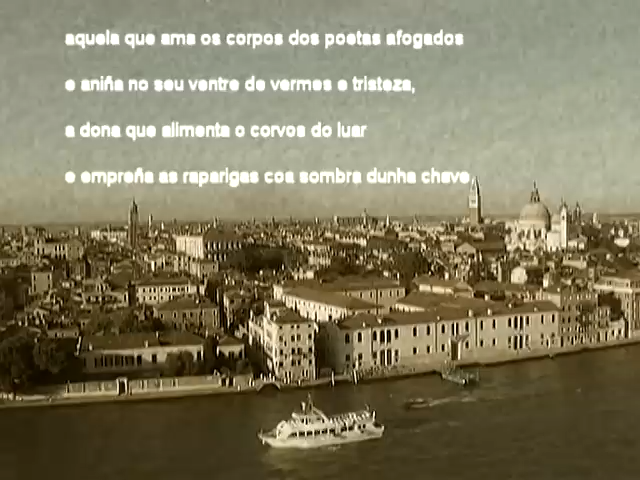 aquela que ama os corpos dos poetas afogados
e aniña no seu ventre de vermes e tristeza,
a dona que alimenta o corvos do luar
e empreña as raparigas coa sombra dunha chave,